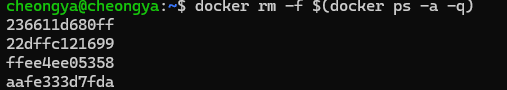 cheongya@cheongya:~$ docker rm -f $(docker ps -a -q)
236611d680ff
22dffc121699
ffee4ee05358
aafe333d7fda